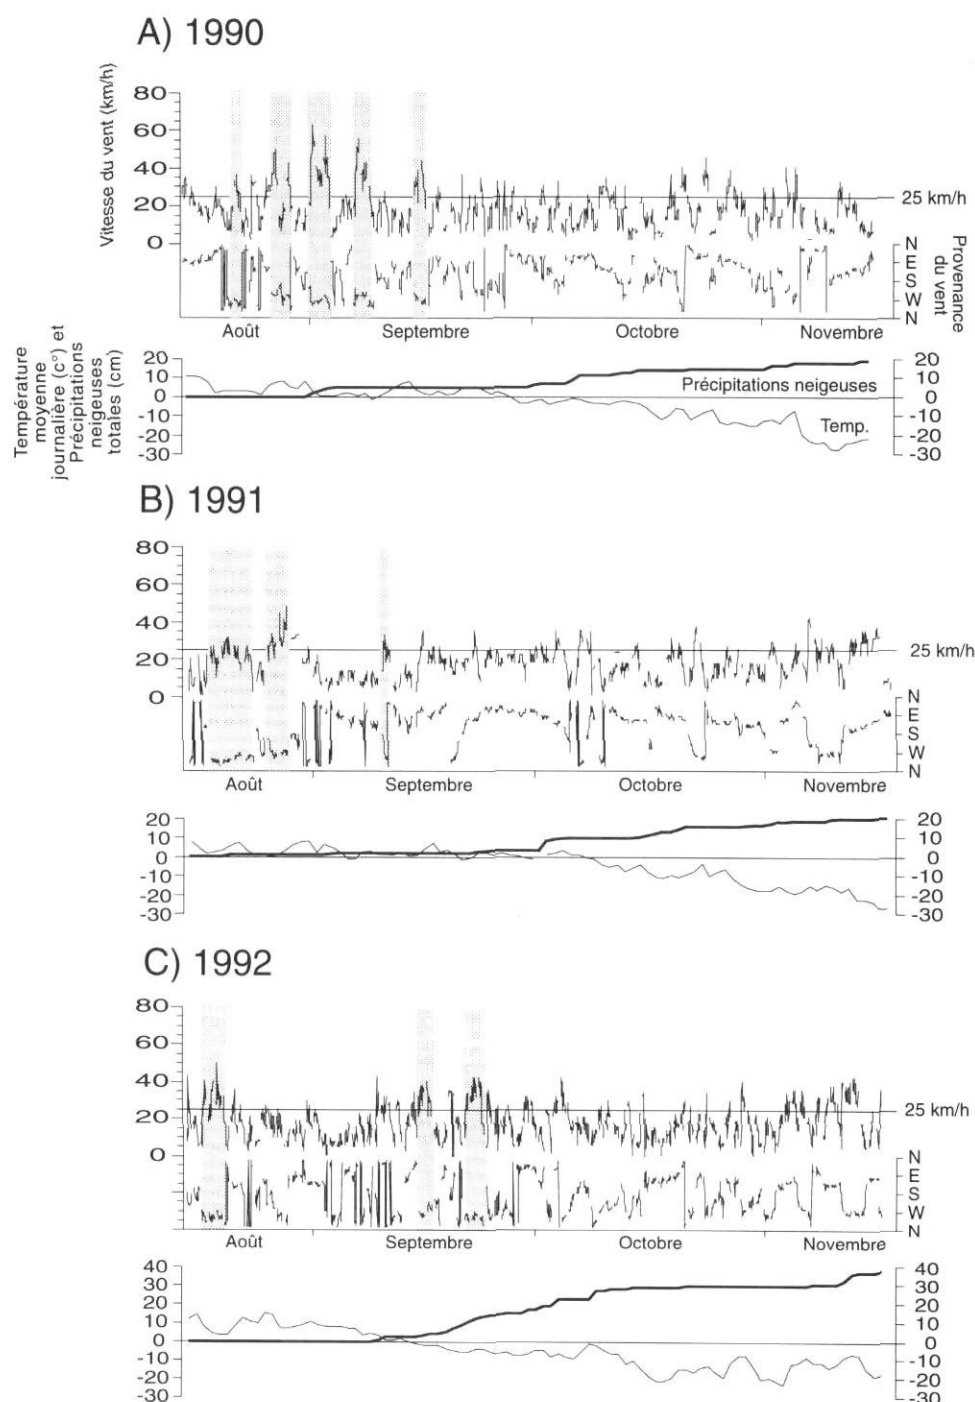 A) 1990
Vitesse du vent (km/h)
80
60
40
20
0
25 km/h
N
E
S
W
N
Provenance
du vent
Août Septembre Octobre Novembre
Température
moyenne
journalière (c°) et
Précipitations
neigeuses
totales (cm)
20
10
0
-10
-20
-30
Précipitations neigeuses
Temp.
20
10
0
-10
-20
-30
B) 1991
80
60
40
20
0
25 km/h
N
E
S
W
N
Août Septembre Octobre Novembre
20
10
0
-10
-20
-30
20
10
0
-10
-20
-30
C) 1992
80
60
40
20
0
25 km/h
N
E
S
W
N
Août Septembre Octobre Novembre
40
30
20
10
0
-10
-20
-30
40
30
20
10
0
-10
-20
-30